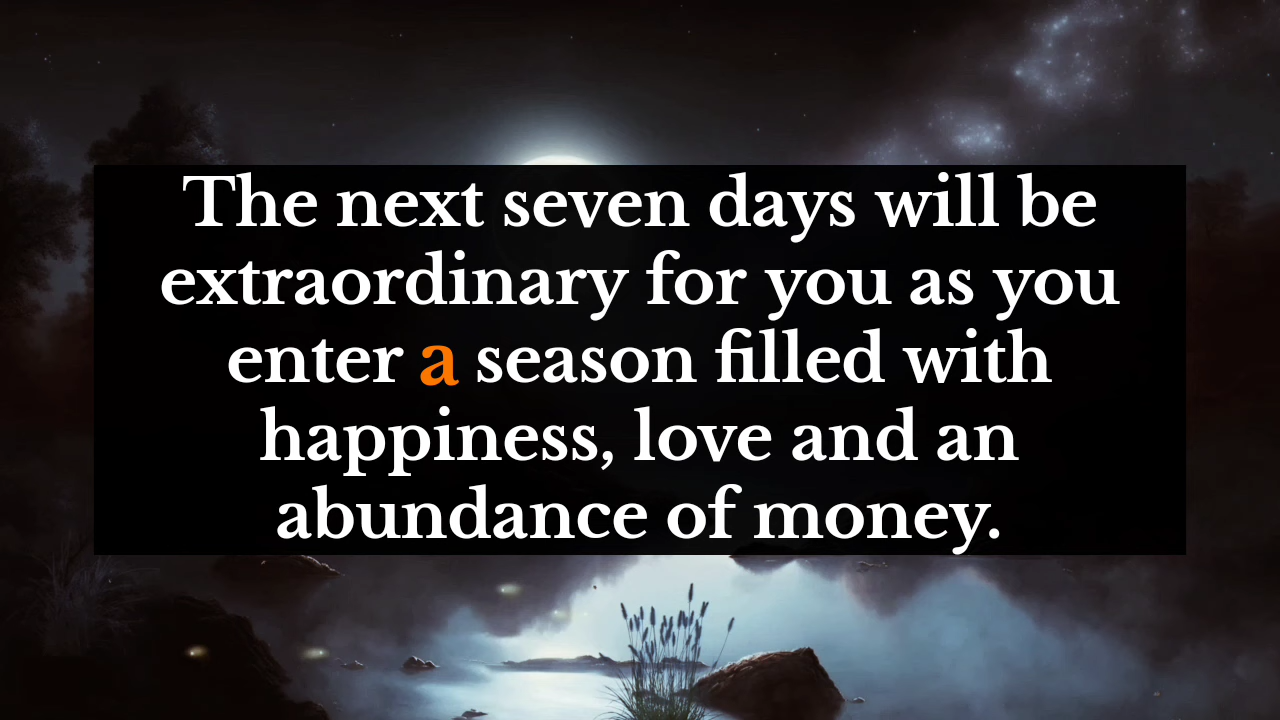 The next seven days will be
extraordinary for you as you
enter a season filled with
happiness, love and an
abundance of money.